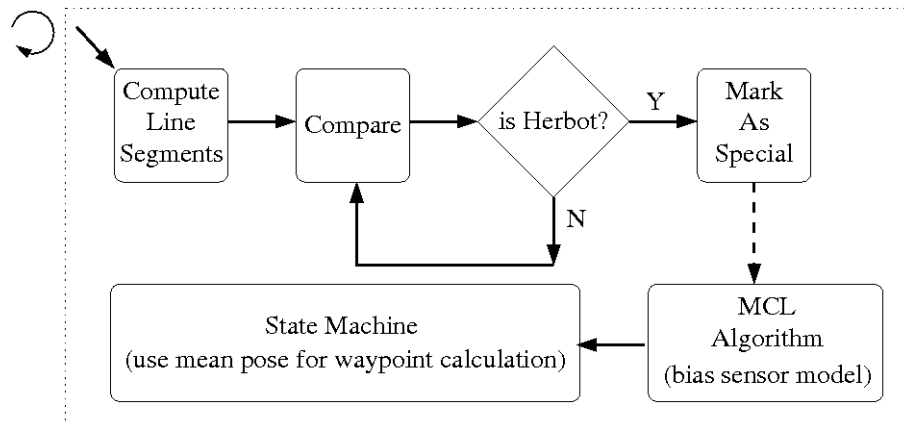 Compute
Line
Segments
Compare
is Herbot?
Y
N
Mark
As
Special
State Machine
(use mean pose for waypoint calculation)
MCL
Algorithm
(bias sensor model)